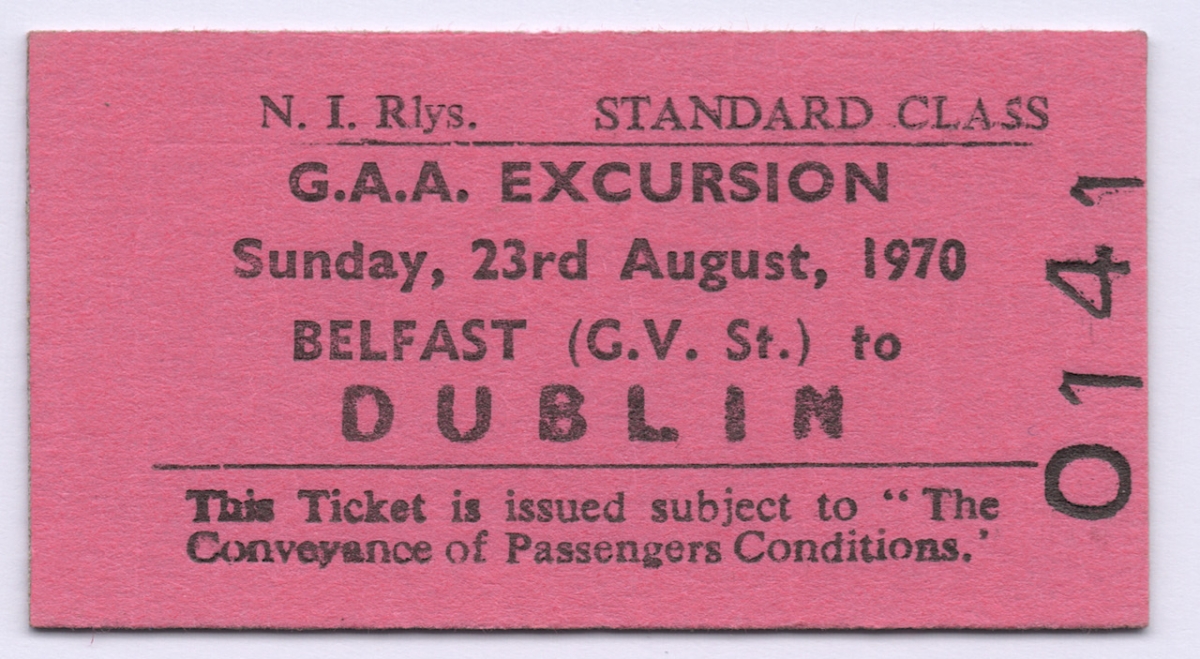 N. I. Rlys. STANDARD CLASS
G.A.A. EXCURSION
Sunday, 23rd August, 1970
BELFAST (G.V. St.) to
DUBLIN
This Ticket is issued subject to “ The
Conveyance of Passengers Conditions.’
0141